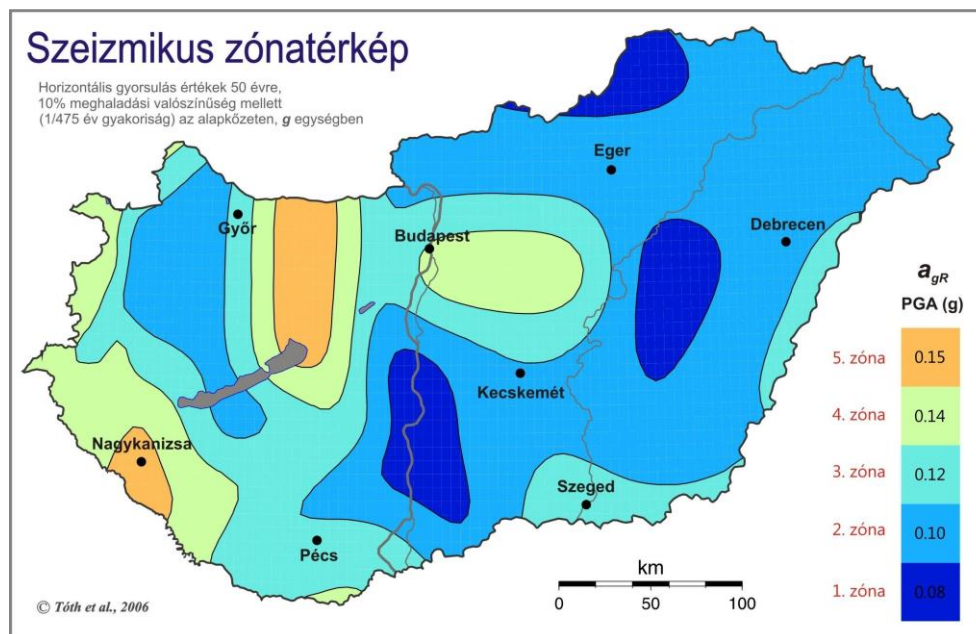 Szeizmikus zónatérkép
Horizontális gyorsulás értékek 50 évre,
10% meghaladási valószínűség mellett
(1/475 év gyakoriság) az alapkőzeten, g egységben
Eger
Győr
Budapest
Debrecen
Kecskemét
Nagykanizsa
Szeged
Pécs
agR
PGA (g)
5. zóna 0.15
4. zóna 0.14
3. zóna 0.12
2. zóna 0.10
1. zóna 0.08
km
0 50 100
© Tóth et al., 2006